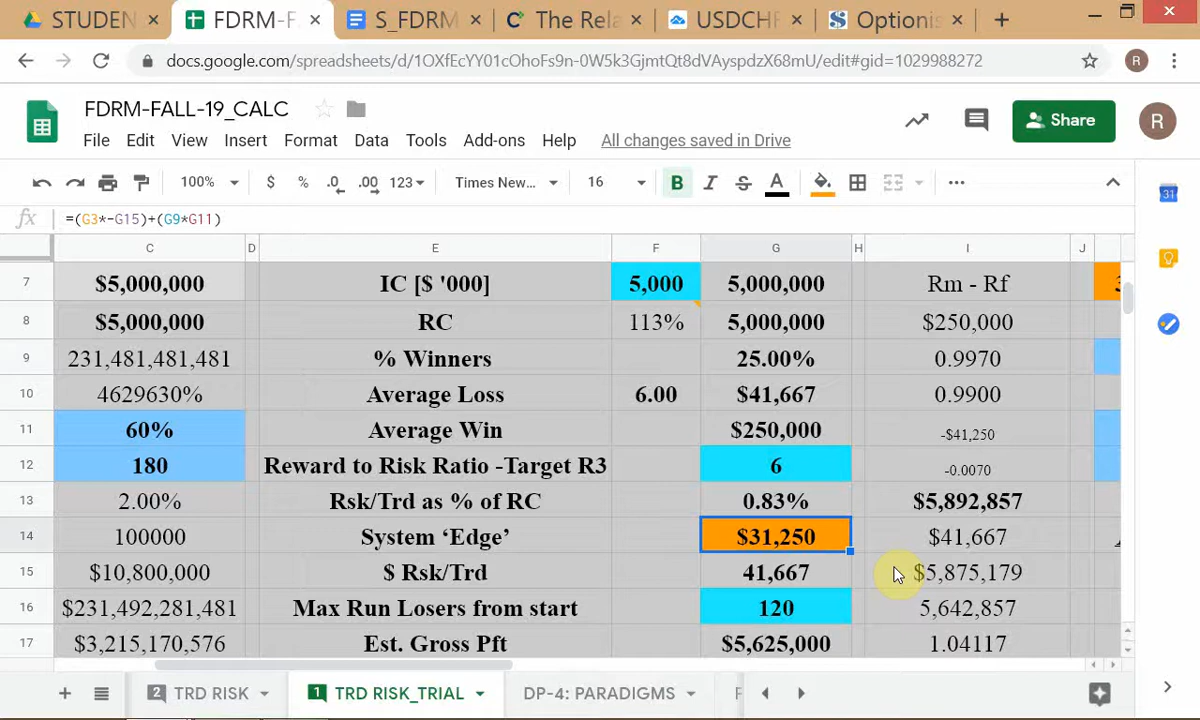 STUDEN × FDRM-F × S_FDRM × The Rela × USDCHF × Optionis ×
docs.google.com/spreadsheets/d/1OXfEcYY01cOhoFs9n-0W5k3GjmtQt8dVAyspdzX68mU/edit#gid=1029988272 R
FDRM-FALL-19_CALC
File Edit View Insert Format Data Tools Add-ons Help All changes saved in Drive
Share R
100% $ % .0 .00 123 Times New... 16 B I S A
fx =(G3*-G15)+(G9*G11)
C D E F G H I J
7 $5,000,000 IC [$ '000] 5,000 5,000,000 Rm - Rf
8 $5,000,000 RC 113% 5,000,000 $250,000
9 231,481,481,481 % Winners 25.00% 0.9970
10 4629630% Average Loss 6.00 $41,667 0.9900
11 60% Average Win $250,000 -$41,250
12 180 Reward to Risk Ratio -Target R3 6 -0.0070
13 2.00% Rsk/Trd as % of RC 0.83% $5,892,857
14 100000 System ‘Edge’ $31,250 $41,667
15 $10,800,000 $ Rsk/Trd 41,667 $5,875,179
16 $231,492,281,481 Max Run Losers from start 120 5,642,857
17 $3,215,170,576 Est. Gross Pft $5,625,000 1.04117
2 TRD RISK 1 TRD RISK_TRIAL DP-4: PARADIGMS
31